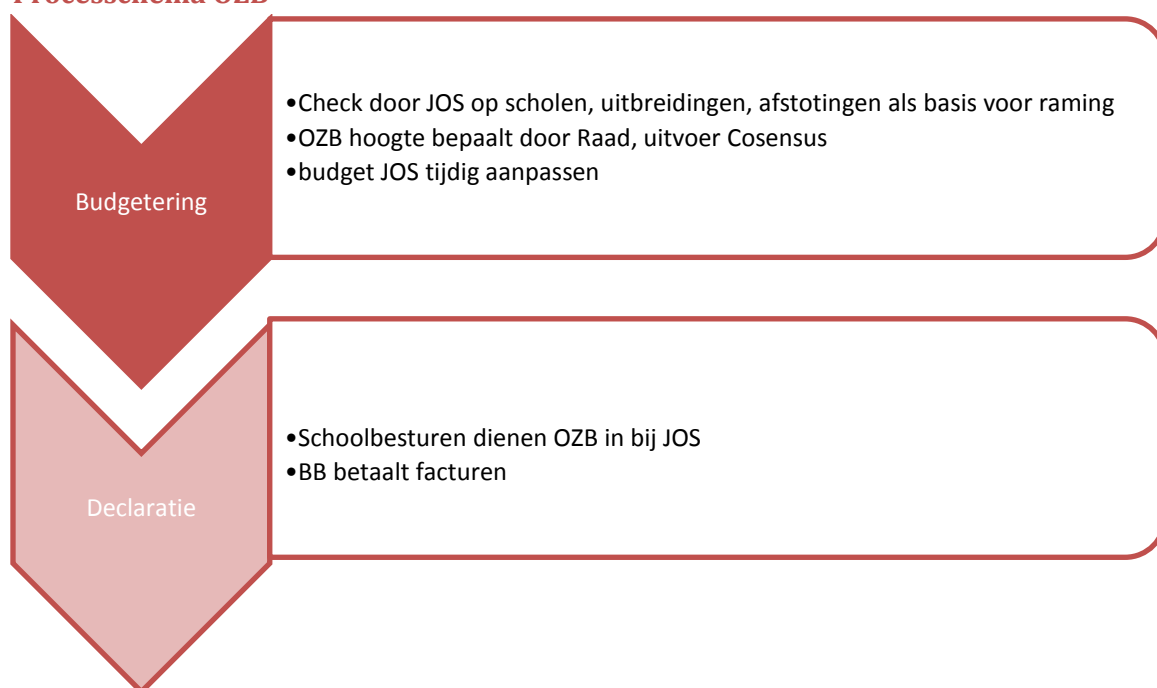 Processchema OZB
Budgetering
•Check door JOS op scholen, uitbreidingen, afstotingen als basis voor raming
•OZB hoogte bepaalt door Raad, uitvoer Cosensus
•budget JOS tijdig aanpassen
Declaratie
•Schoolbesturen dienen OZB in bij JOS
•BB betaalt facturen